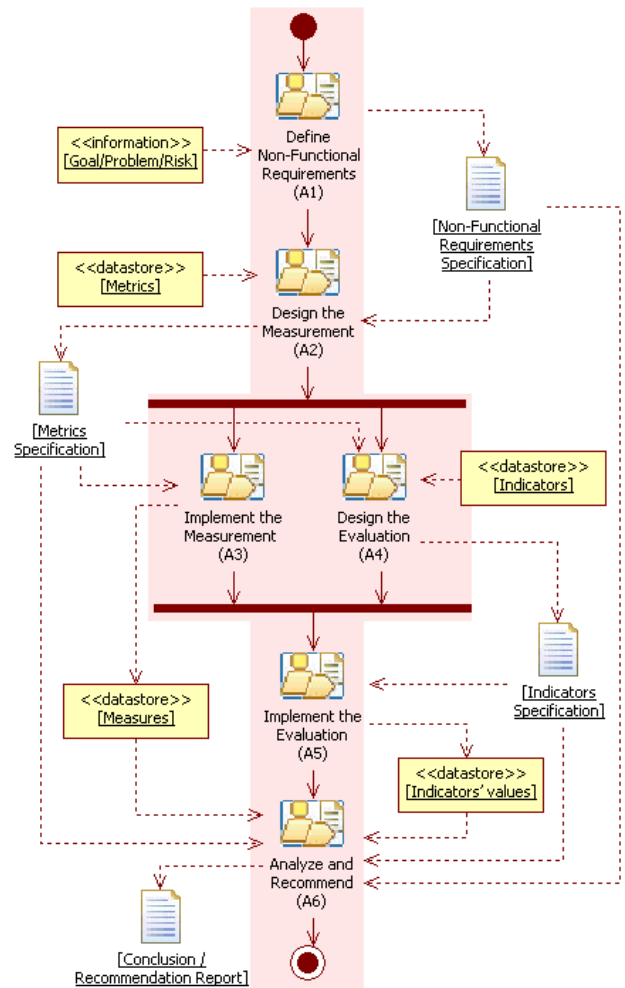 Define
Non-Functional
Requirements
(A1)
<<information>>
[Goal/Problem/Risk]
[Non-Functional
Requirements
Specification]
<<datastore>>
[Metrics]
Design the
Measurement
(A2)
[Metrics
Specification]
Implement the
Measurement
(A3)
Design the
Evaluation
(A4)
<<datastore>>
[Indicators]
[Indicators
Specification]
<<datastore>>
[Measures]
Implement the
Evaluation
(A5)
<<datastore>>
[Indicators' values]
Analyze and
Recommend
(A6)
[Conclusion /
Recommendation Report]